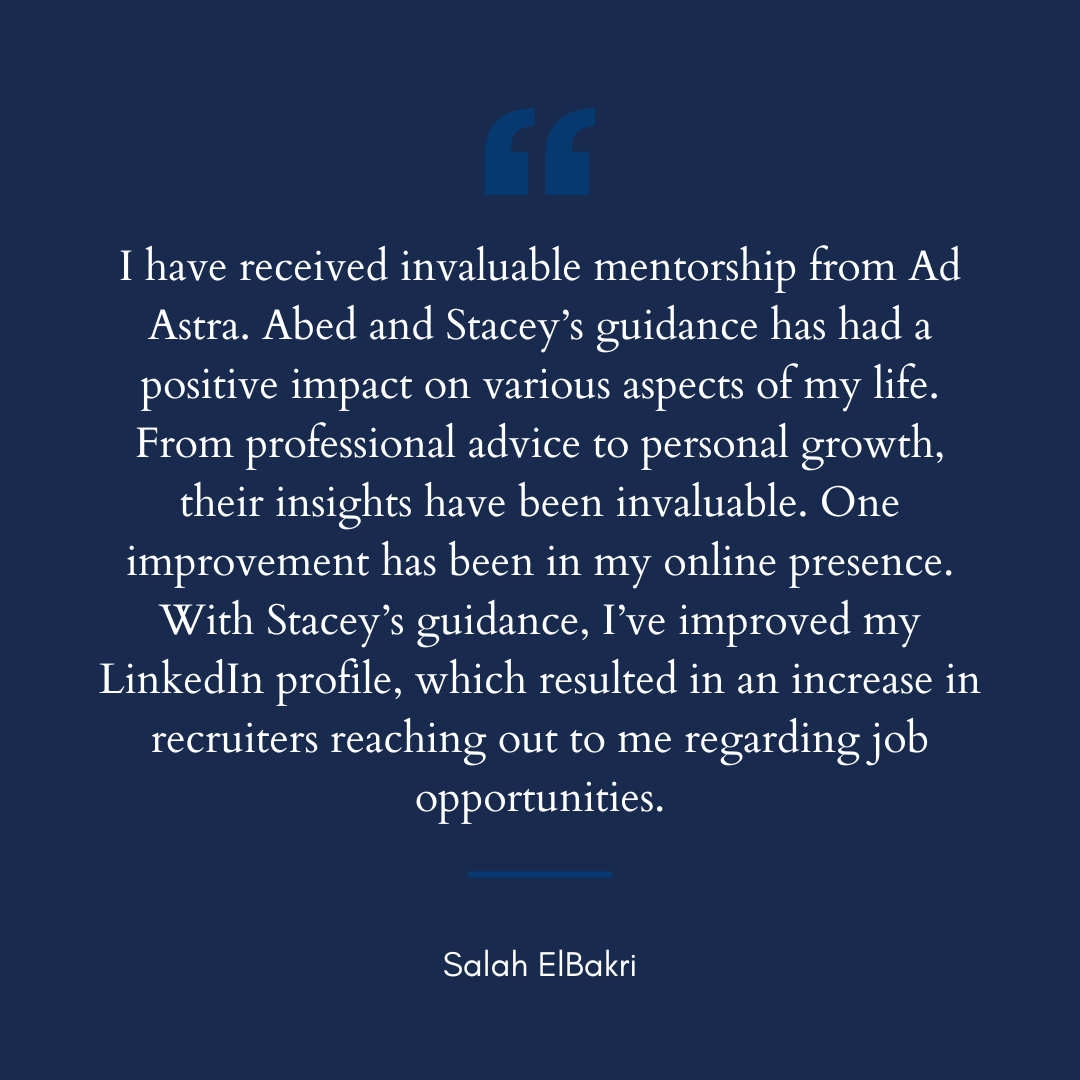 “
I have received invaluable mentorship from Ad
Astra. Abed and Stacey’s guidance has had a
positive impact on various aspects of my life.
From professional advice to personal growth,
their insights have been invaluable. One
improvement has been in my online presence.
With Stacey’s guidance, I’ve improved my
LinkedIn profile, which resulted in an increase in
recruiters reaching out to me regarding job
opportunities.
Salah ElBakri